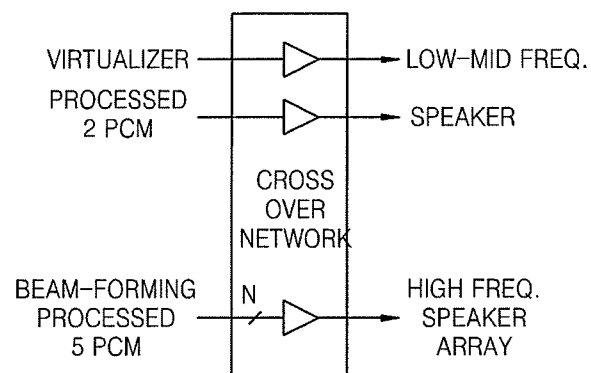 VIRTUALIZER
PROCESSED
2 PCM
LOW-MID FREQ.
SPEAKER
CROSS
OVER
NETWORK
BEAM-FORMING
PROCESSED
5 PCM
N
HIGH FREQ.
SPEAKER
ARRAY